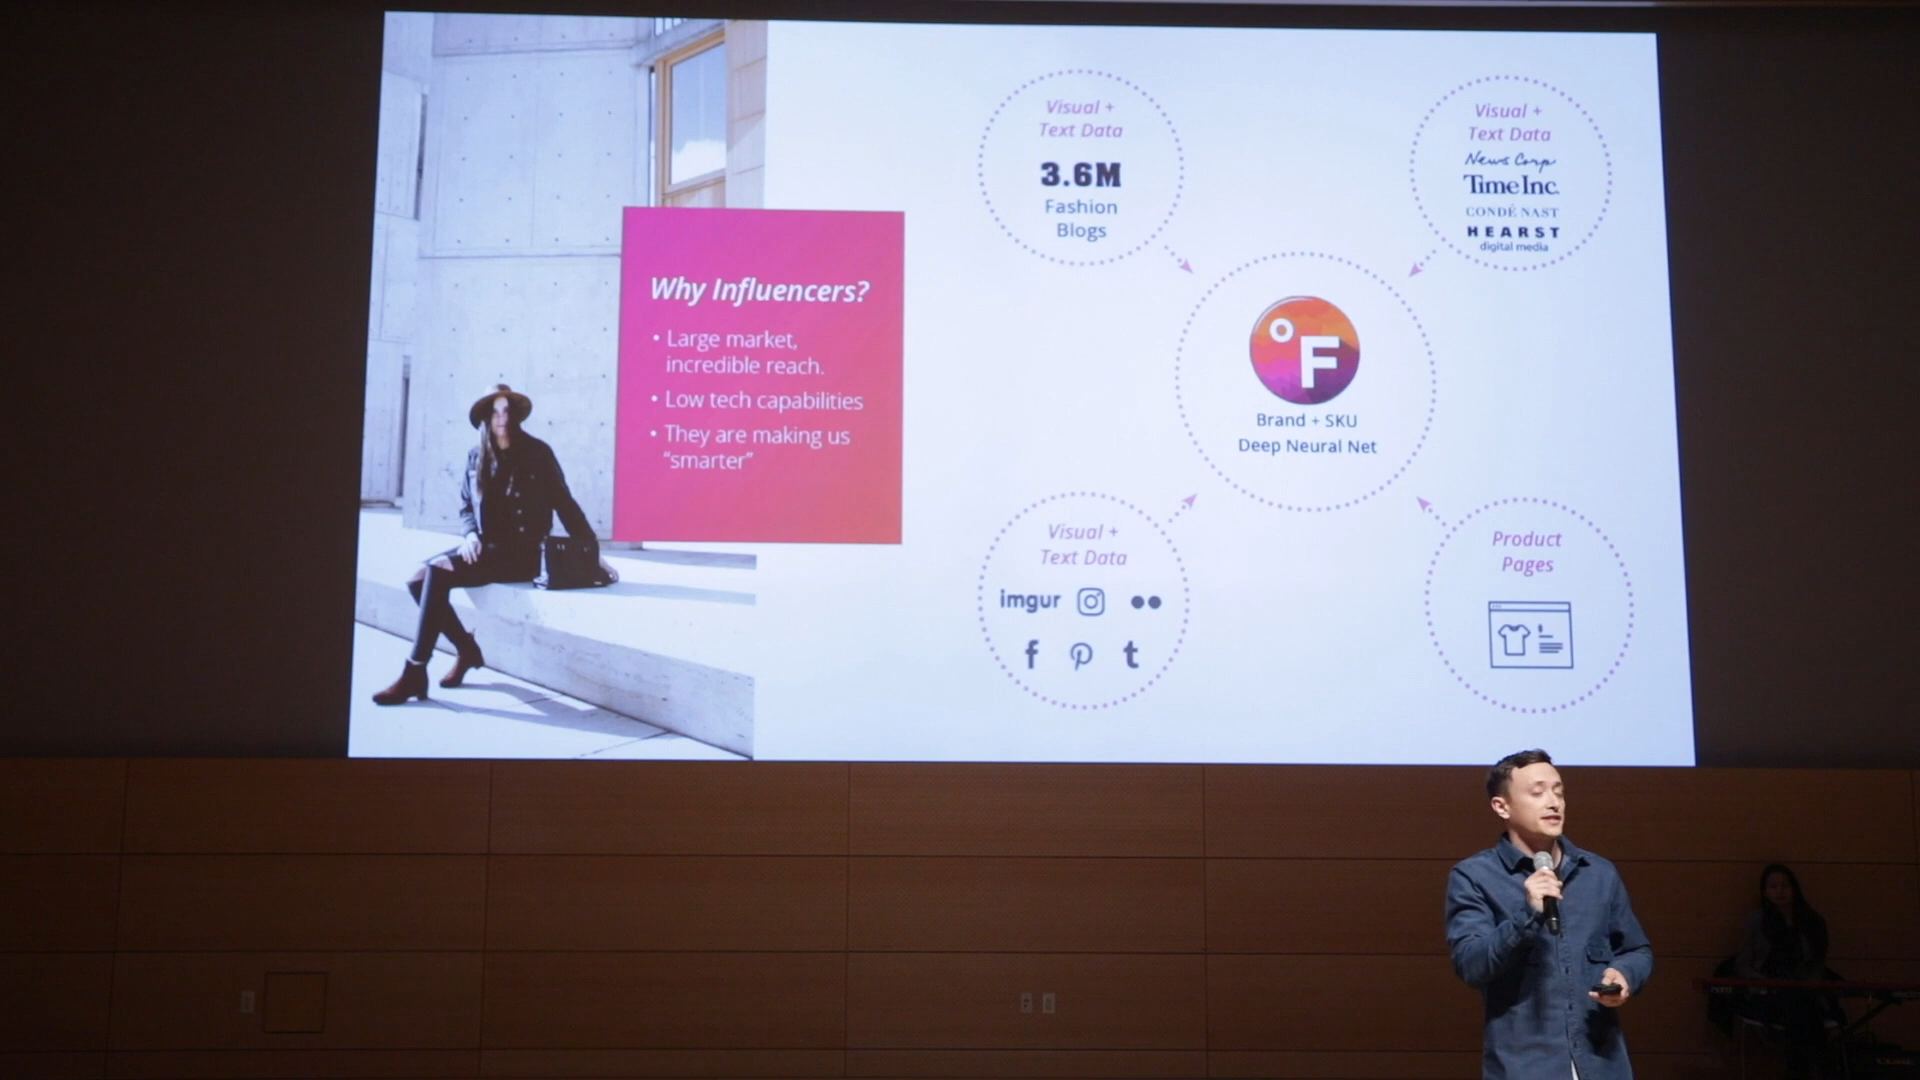 Why Influencers?
• Large market,
incredible reach.
• Low tech capabilities
• They are making us
“smarter”
Visual +
Text Data
3.6M
Fashion
Blogs
Visual +
Text Data
News Corp
Time Inc.
CONDÉ NAST
HEARST
digital media
°F
Brand + SKU
Deep Neural Net
Visual +
Text Data
imgur
f
t
Product
Pages
nord